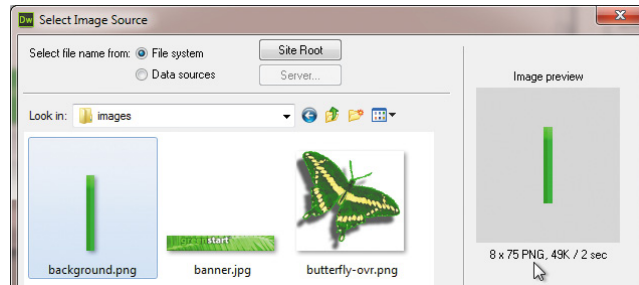 Dw Select Image Source
Select file name from: File system Site Root
Data sources Server...
Image preview
Look in: images
8 x 75 PNG, 49K / 2 sec
start
background.png banner.jpg butterfly-ovr.png